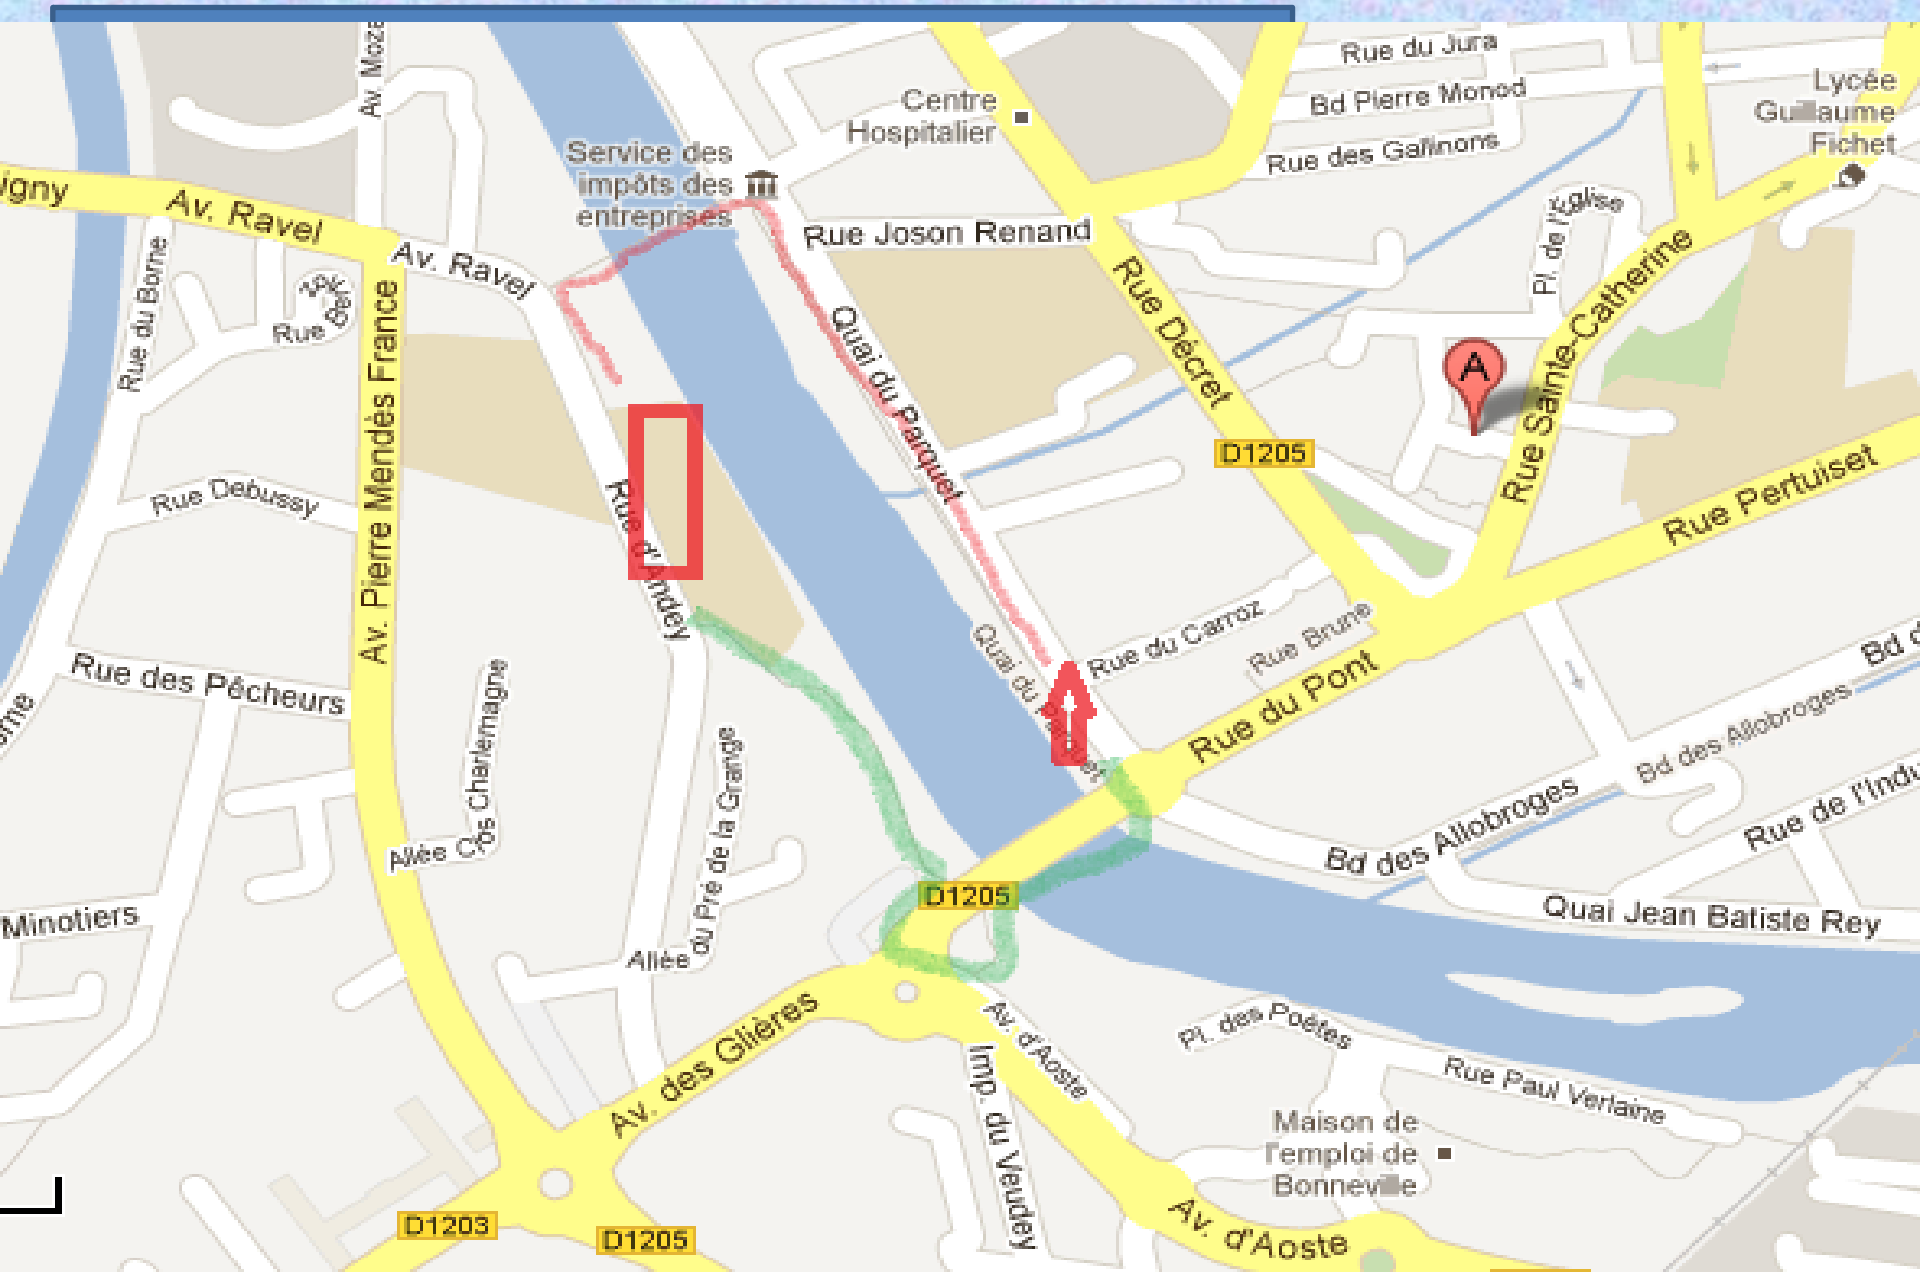 Av. Moza
Rue du Jura
Bd Pierre Monod
Rue des Gallinons
Lycée
Guillaume
Fichet
Centre
Hospitalier
Service des
impôts des
entreprises
igny
Av. Ravel
Av. Ravel
Rue Joson Renand
Pl. de l'Église
Rue du Borne
Rue
Rue Décret
Rue Sainte-Catherine
Quai du Parquet
A
Av. Pierre Mendès France
D1205
Rue Pertuiset
Rue Debussy
Rue d'Andey
Rue du Carroz
Rue Brune
Quai du Parquet
Rue du Pont
Rue des Pêcheurs
Bd d
Bd des Allobroges
Allée Clos Charlemagne
Allée du Pré de la Grange
Bd des Allobroges
Rue de l'Indu
D1205
Minotiers
Quai Jean Batiste Rey
Av. des Glières
Av. d'Aoste
Imp. du Veudey
Pl. des Poètes
Rue Paul Verlaine
Maison de
l'emploi de
Bonneville
D1203
D1205
Av. d'Aoste